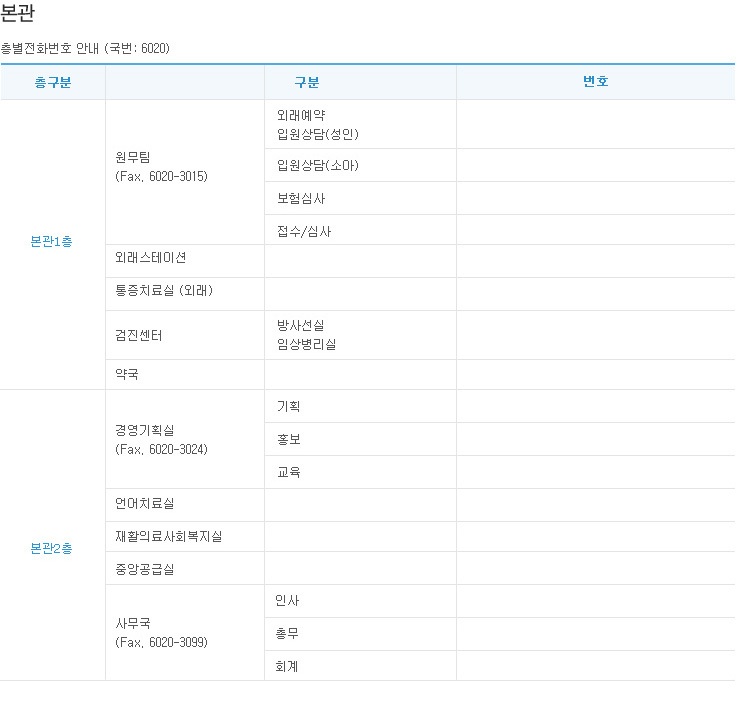 본관
층별전화번호 안내 (국번: 6020)
층구분 구분 번호
본관1층
원무팀
(Fax. 6020-3015)
외래예약
입원상담(성인)
입원상담(소아)
보험심사
접수/심사
외래스테이션
통증치료실 (외래)
검진센터
방사선실
임상병리실
약국
본관2층
경영기획실
(Fax. 6020-3024)
기획
홍보
교육
언어치료실
재활의료사회복지실
중앙공급실
사무국
(Fax. 6020-3099)
인사
총무
회계